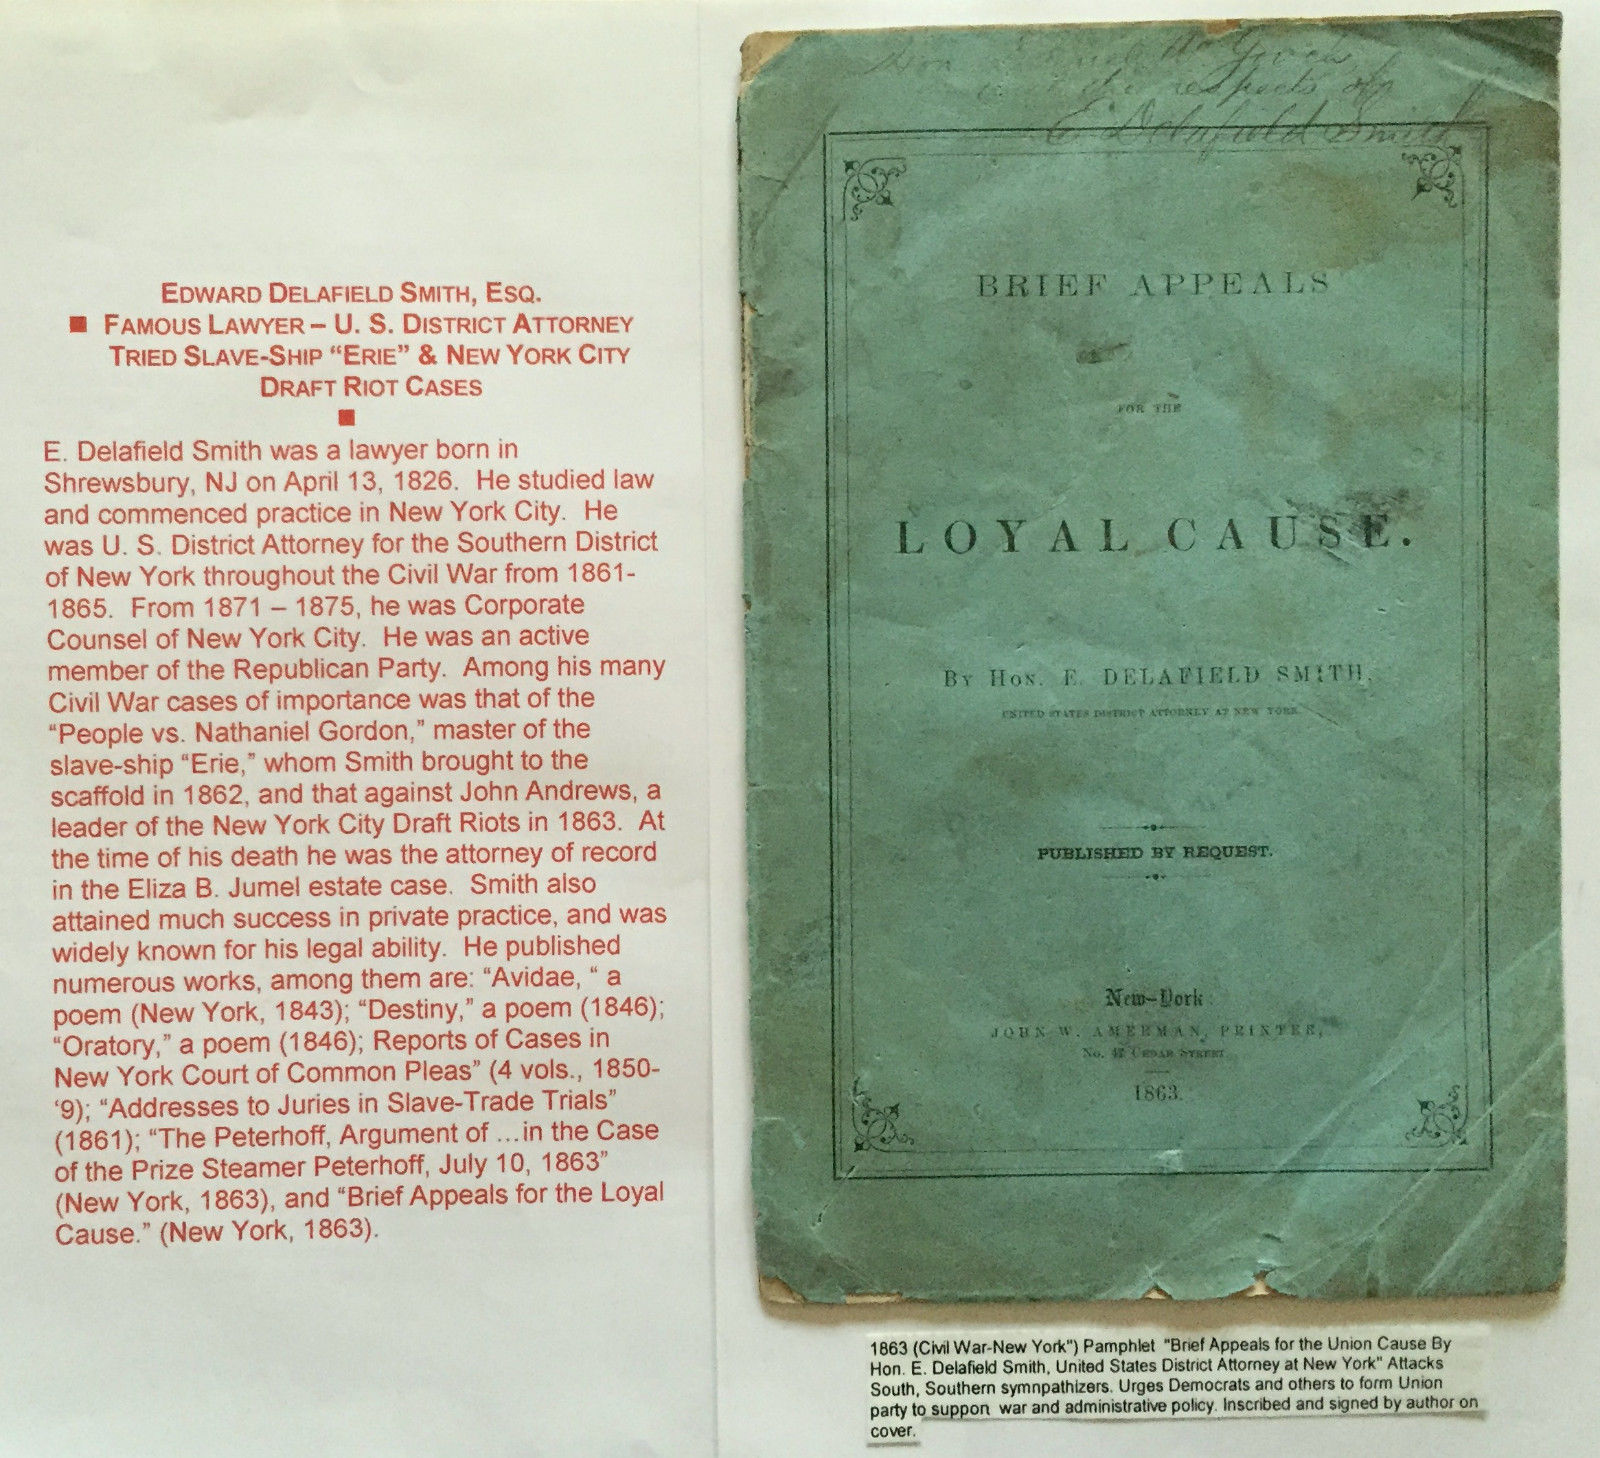 EDWARD DELAFIELD SMITH, ESQ.
■ FAMOUS LAWYER – U. S. DISTRICT ATTORNEY
TRIED SLAVE-SHIP “ERIE” & NEW YORK CITY
DRAFT RIOT CASES
■
E. Delafield Smith was a lawyer born in
Shrewsbury, NJ on April 13, 1826. He studied law
and commenced practice in New York City. He
was U. S. District Attorney for the Southern District
of New York throughout the Civil War from 1861-
1865. From 1871 – 1875, he was Corporate
Counsel of New York City. He was an active
member of the Republican Party. Among his many
Civil War cases of importance was that of the
“People vs. Nathaniel Gordon,” master of the
slave-ship “Erie,” whom Smith brought to the
scaffold in 1862, and that against John Andrews, a
leader of the New York City Draft Riots in 1863. At
the time of his death he was the attorney of record
in the Eliza B. Jumel estate case. Smith also
attained much success in private practice, and was
widely known for his legal ability. He published
numerous works, among them are: “Avidae, “ a
poem (New York, 1843); “Destiny,” a poem (1846);
“Oratory,” a poem (1846); Reports of Cases in
New York Court of Common Pleas” (4 vols., 1850-
‘9); “Addresses to Juries in Slave-Trade Trials”
(1861); “The Peterhoff, Argument of ...in the Case
of the Prize Steamer Peterhoff, July 10, 1863”
(New York, 1863), and “Brief Appeals for the Loyal
Cause.” (New York, 1863).
Hon
the respects of
E Delafield Smith
BRIEF APPEALS
FOR THE
LOYAL CAUSE.
BY HON. E. DELAFIELD SMITH,
UNITED STATES DISTRICT ATTORNEY AT NEW YORK
PUBLISHED BY REQUEST.
New-York:
JOHN W. AMERMAN, PRINTER,
No. 47 CEDAR STREET.
1863.
1863 (Civil War-New York") Pamphlet "Brief Appeals for the Union Cause By
Hon. E. Delafield Smith, United States District Attorney at New York" Attacks
South, Southern symnpathizers. Urges Democrats and others to form Union
party to support war and administrative policy. Inscribed and signed by author on
cover.